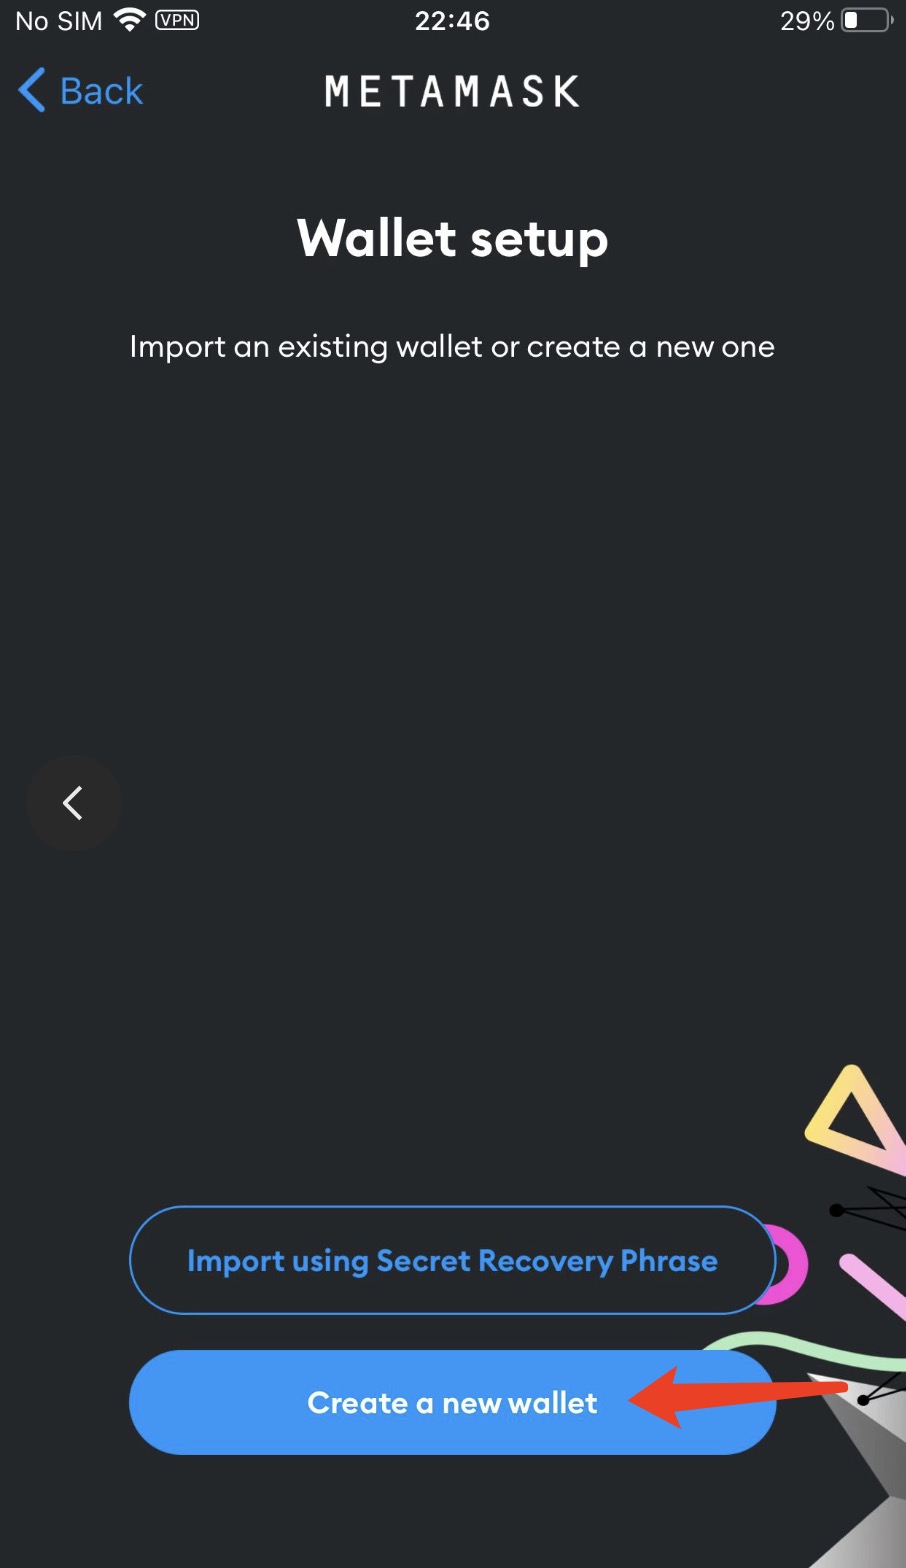 No SIM VPN 22:46 29%
Back METAMASK
Wallet setup
Import an existing wallet or create a new one
Import using Secret Recovery Phrase
Create a new wallet